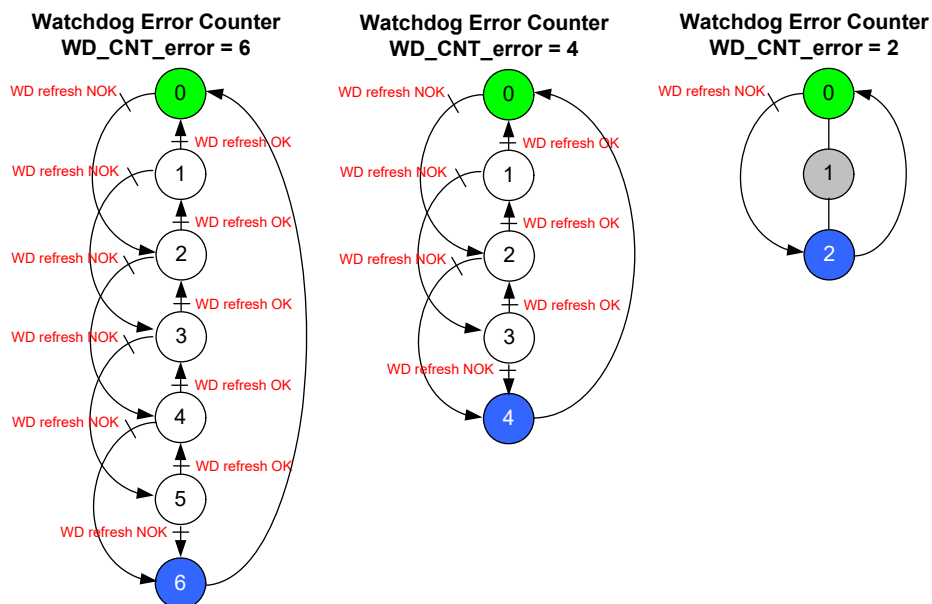 Watchdog Error Counter
WD_CNT_error = 6
WD refresh NOK
0
WD refresh OK
WD refresh NOK
1
WD refresh OK
2
WD refresh NOK
WD refresh OK
3
WD refresh NOK
WD refresh OK
4
WD refresh NOK
WD refresh OK
5
WD refresh NOK
6
Watchdog Error Counter
WD_CNT_error = 4
WD refresh NOK
0
WD refresh OK
WD refresh NOK
1
WD refresh OK
2
WD refresh NOK
WD refresh OK
3
WD refresh NOK
4
Watchdog Error Counter
WD_CNT_error = 2
WD refresh NOK
0
1
2